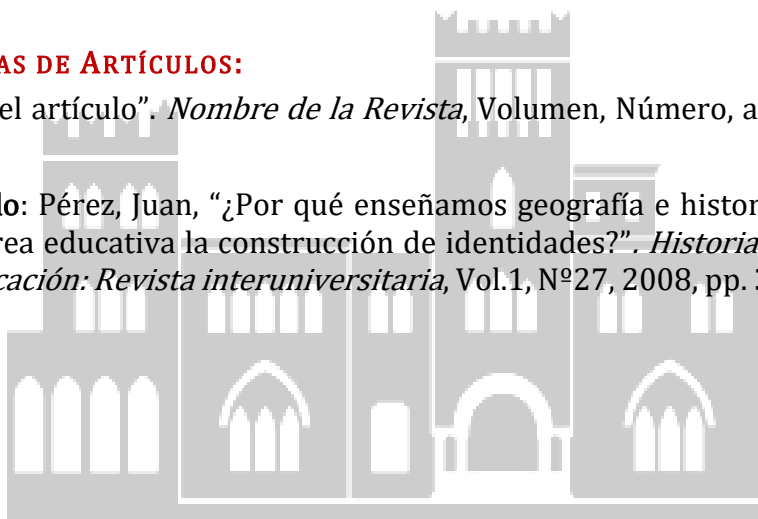 AS DE ARTÍCULOS:
el artículo”. Nombre de la Revista, Volumen, Número, a
lo: Pérez, Juan, “¿Por qué enseñamos geografía e histor
rea educativa la construcción de identidades?”. Historia
cación: Revista interuniversitaria, Vol.1, Nº27, 2008, pp. 3